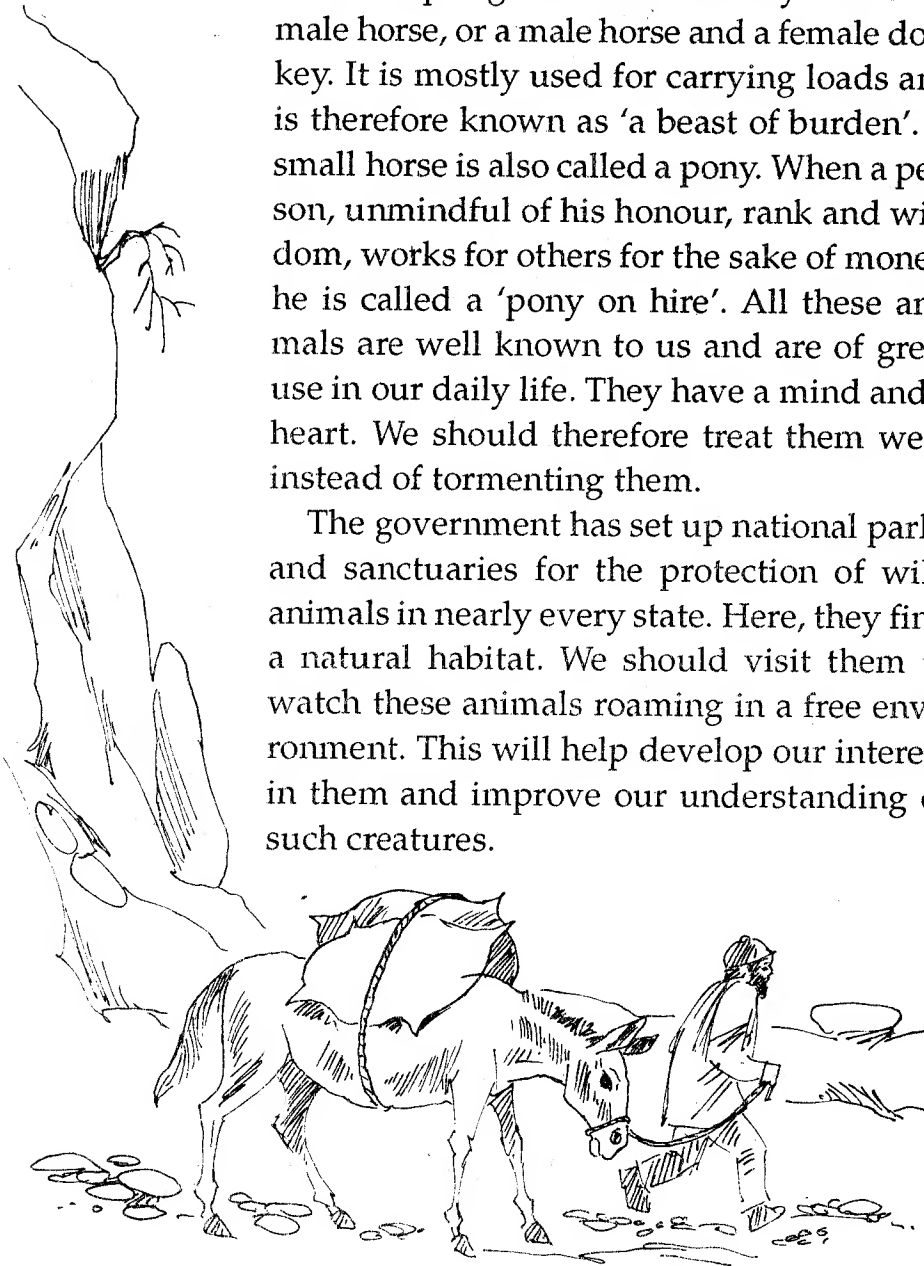 male horse, or a male horse and a female do
key. It is mostly used for carrying loads a
is therefore known as 'a beast of burden'.
small horse is also called a pony. When a pe
son, unmindful of his honour, rank and wi
dom, works for others for the sake of mone
he is called a 'pony on hire'. All these an
mals are well known to us and are of gre
use in our daily life. They have a mind and
heart. We should therefore treat them we
instead of tormenting them.
The government has set up national parl
and sanctuaries for the protection of wil
animals in nearly every state. Here, they fin
a natural habitat. We should visit them
watch these animals roaming in a free env
ronment. This will help develop our intere
in them and improve our understanding
such creatures.